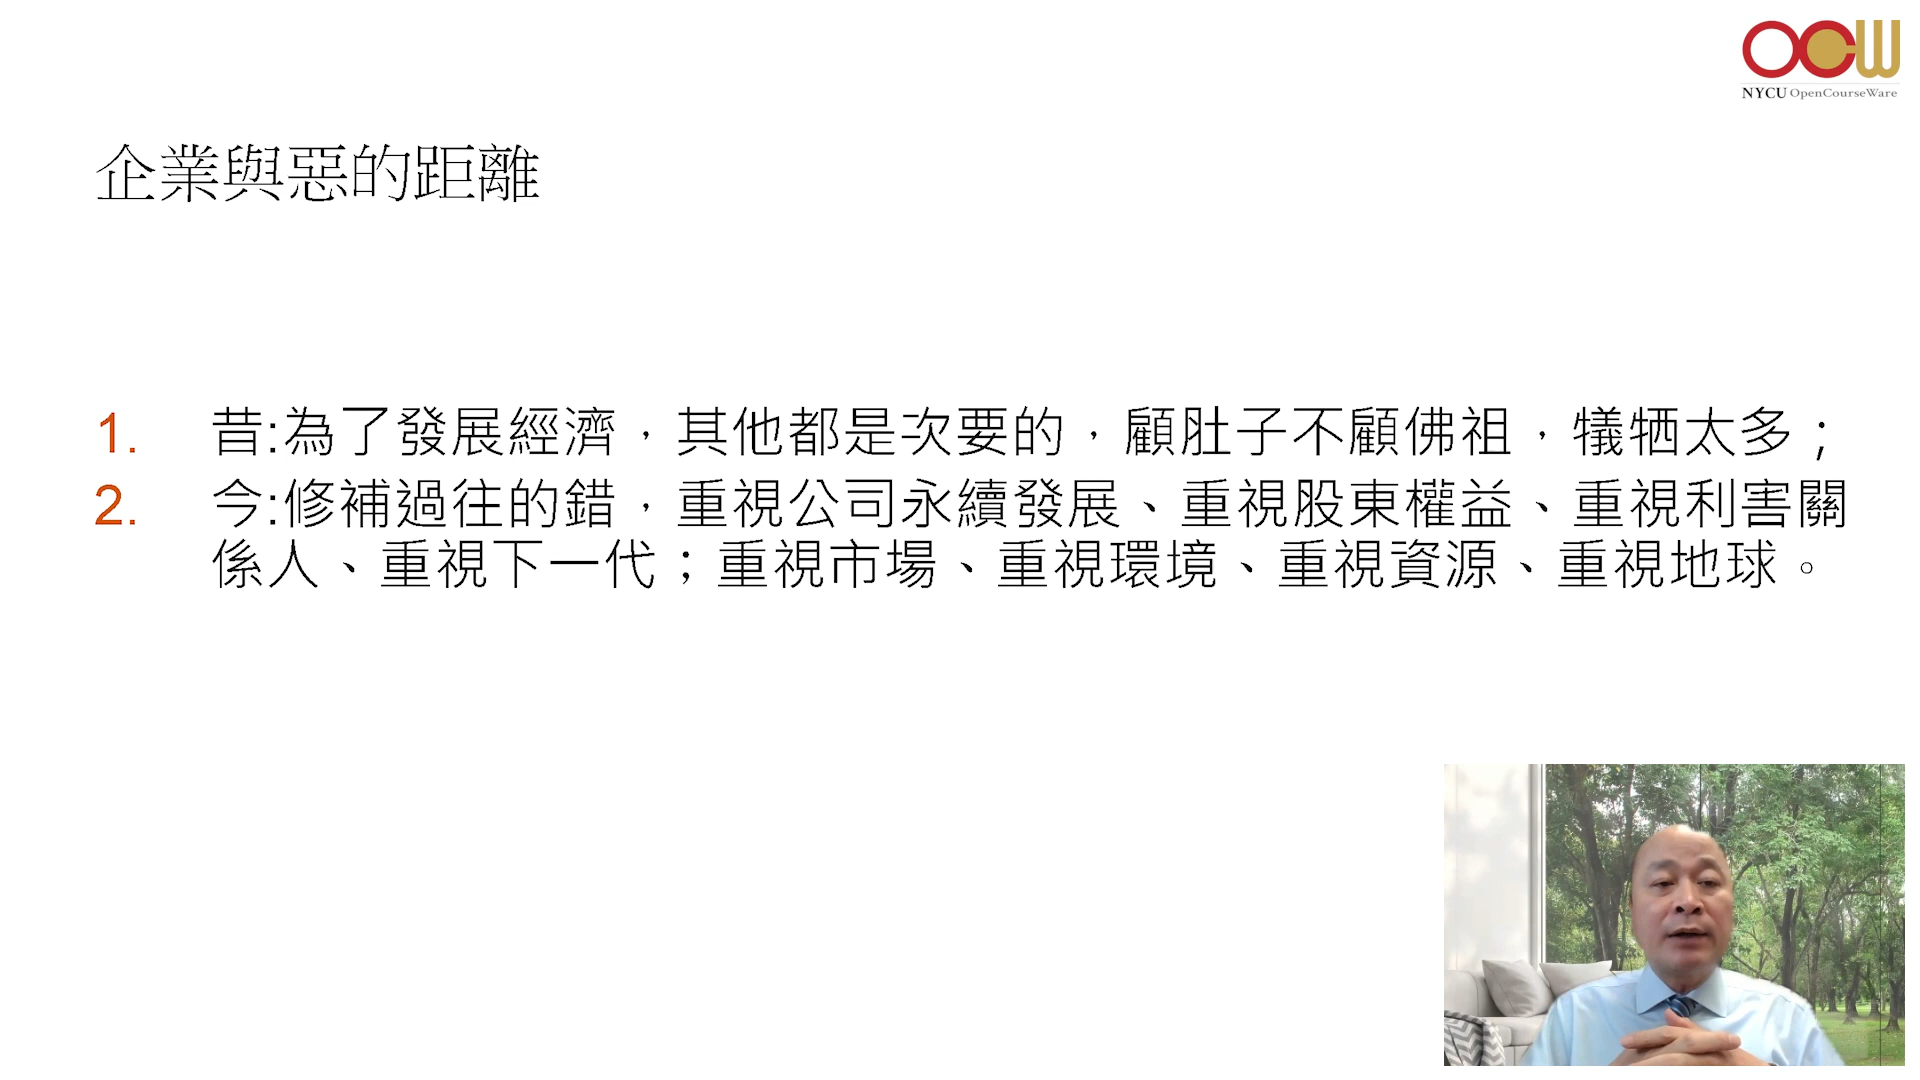 OCW
NYCU OpenCourseWare
企業與惡的距離
1. 昔:為了發展經濟，其他都是次要的，顧肚子不顧佛祖，犠牲太多；
2. 今:修補過往的錯，重視公司永續發展、重視股東權益、重視利害關
係人、重視下一代；重視市場、重視環境、重視資源、重視地球。